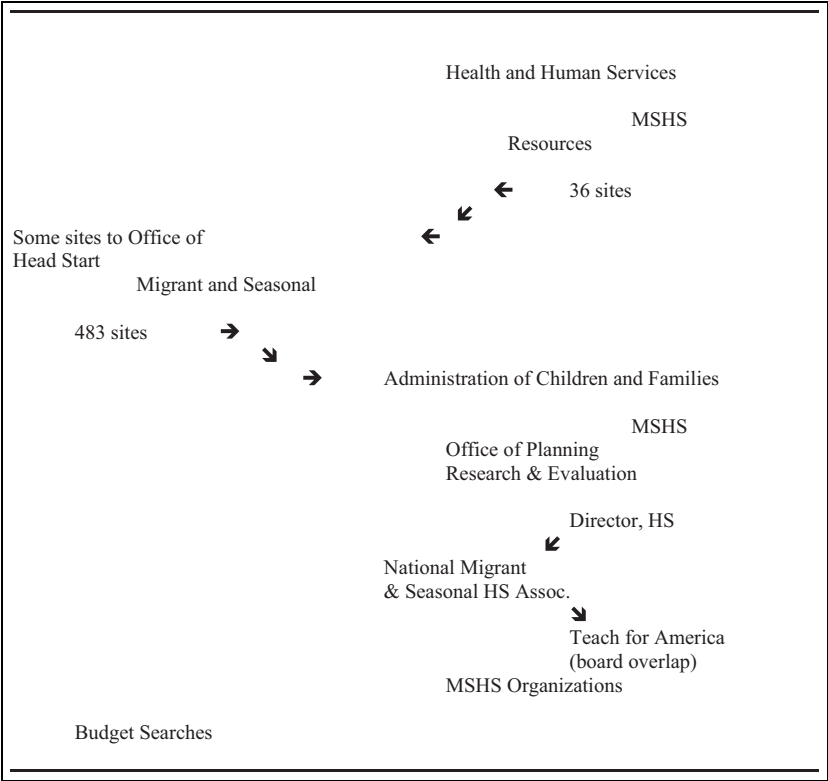 Health and Human Services
MSHS
Resources
🡸 36 sites
🡿
Some sites to Office of 🡸
Head Start
Migrant and Seasonal
483 sites 🡺
🡾
🡺 Administration of Children and Families
MSHS
Office of Planning
Research & Evaluation
Director, HS
🡿
National Migrant
& Seasonal HS Assoc.
🡾
Teach for America
(board overlap)
MSHS Organizations
Budget Searches